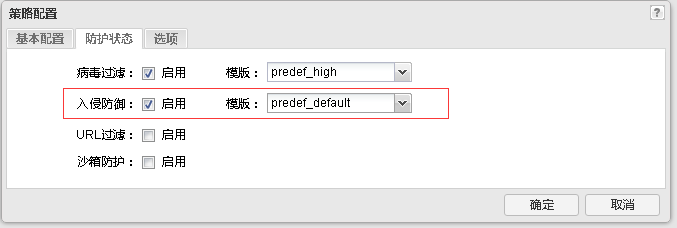 策略配置 ?
基本配置 防护状态 选项
病毒过滤： 启用 模版： predef_high
入侵防御： 启用 模版： predef_default
URL过滤： 启用
沙箱防护： 启用
确定 取消